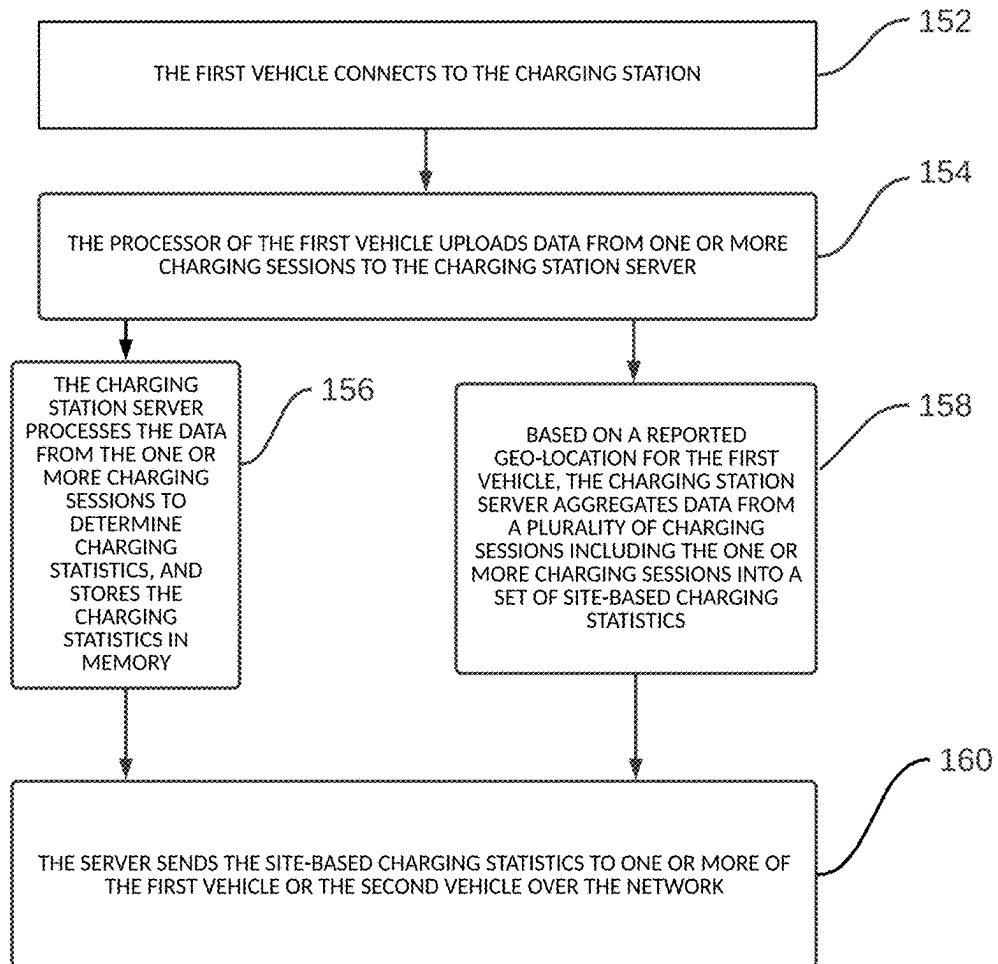 152
THE FIRST VEHICLE CONNECTS TO THE CHARGING STATION
154
THE PROCESSOR OF THE FIRST VEHICLE UPLOADS DATA FROM ONE OR MORE
CHARGING SESSIONS TO THE CHARGING STATION SERVER
156
THE CHARGING
STATION SERVER
PROCESSES THE DATA
FROM THE ONE OR
MORE CHARGING
SESSIONS TO
DETERMINE
CHARGING
STATISTICS, AND
STORES THE
CHARGING
STATISTICS IN
MEMORY
158
BASED ON A REPORTED
GEO-LOCATION FOR THE FIRST
VEHICLE, THE CHARGING STATION
SERVER AGGREGATES DATA FROM
A PLURALITY OF CHARGING
SESSIONS INCLUDING THE ONE OR
MORE CHARGING SESSIONS INTO A
SET OF SITE-BASED CHARGING
STATISTICS
160
THE SERVER SENDS THE SITE-BASED CHARGING STATISTICS TO ONE OR MORE OF
THE FIRST VEHICLE OR THE SECOND VEHICLE OVER THE NETWORK